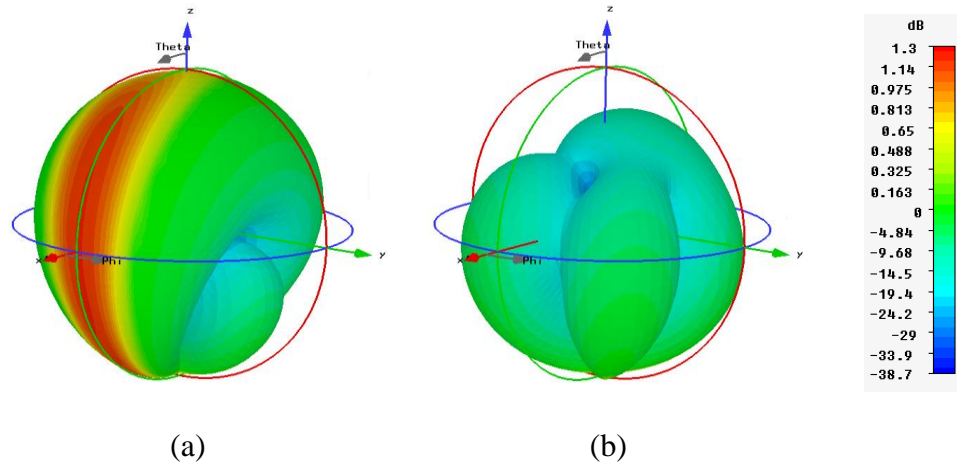 z
Theta
x
Phi
y
(a)
z
Theta
x
Phi
y
(b)
dB
1.3
1.14
0.975
0.813
0.65
0.488
0.325
0.163
0
-4.84
-9.68
-14.5
-19.4
-24.2
-29
-33.9
-38.7